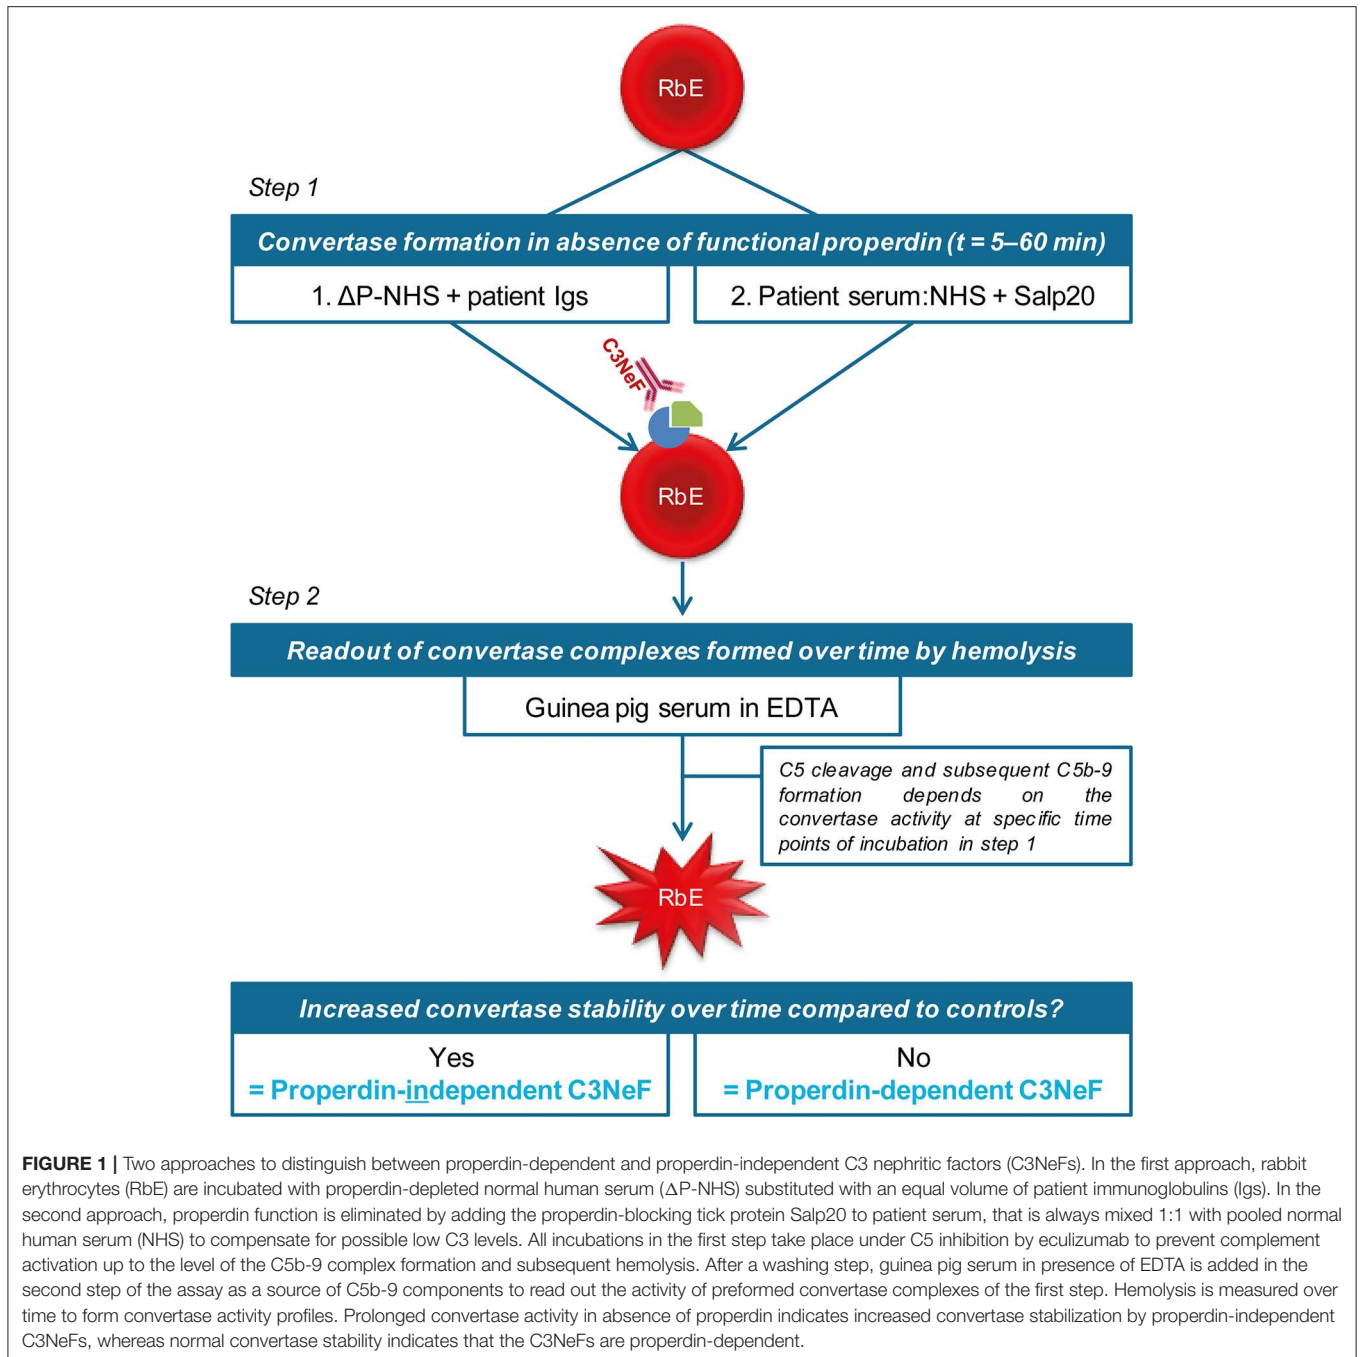 RbE
Step 1
Convertase formation in absence of functional properdin (t = 5–60 min)
1. ΔP-NHS + patient Igs
2. Patient serum:NHS + Salp20
C3NeF
RbE
Step 2
Readout of convertase complexes formed over time by hemolysis
Guinea pig serum in EDTA
C5 cleavage and subsequent C5b-9
formation depends on the
convertase activity at specific time
points of incubation in step 1
RbE
Increased convertase stability over time compared to controls?
Yes
= Properdin-independent C3NeF
No
= Properdin-dependent C3NeF
FIGURE 1 | Two approaches to distinguish between properdin-dependent and properdin-independent C3 nephritic factors (C3NeFs). In the first approach, rabbit
erythrocytes (RbE) are incubated with properdin-depleted normal human serum (ΔP-NHS) substituted with an equal volume of patient immunoglobulins (Igs). In the
second approach, properdin function is eliminated by adding the properdin-blocking tick protein Salp20 to patient serum, that is always mixed 1:1 with pooled normal
human serum (NHS) to compensate for possible low C3 levels. All incubations in the first step take place under C5 inhibition by eculizumab to prevent complement
activation up to the level of the C5b-9 complex formation and subsequent hemolysis. After a washing step, guinea pig serum in presence of EDTA is added in the
second step of the assay as a source of C5b-9 components to read out the activity of preformed convertase complexes of the first step. Hemolysis is measured over
time to form convertase activity profiles. Prolonged convertase activity in absence of properdin indicates increased convertase stabilization by properdin-independent
C3NeFs, whereas normal convertase stability indicates that the C3NeFs are properdin-dependent.